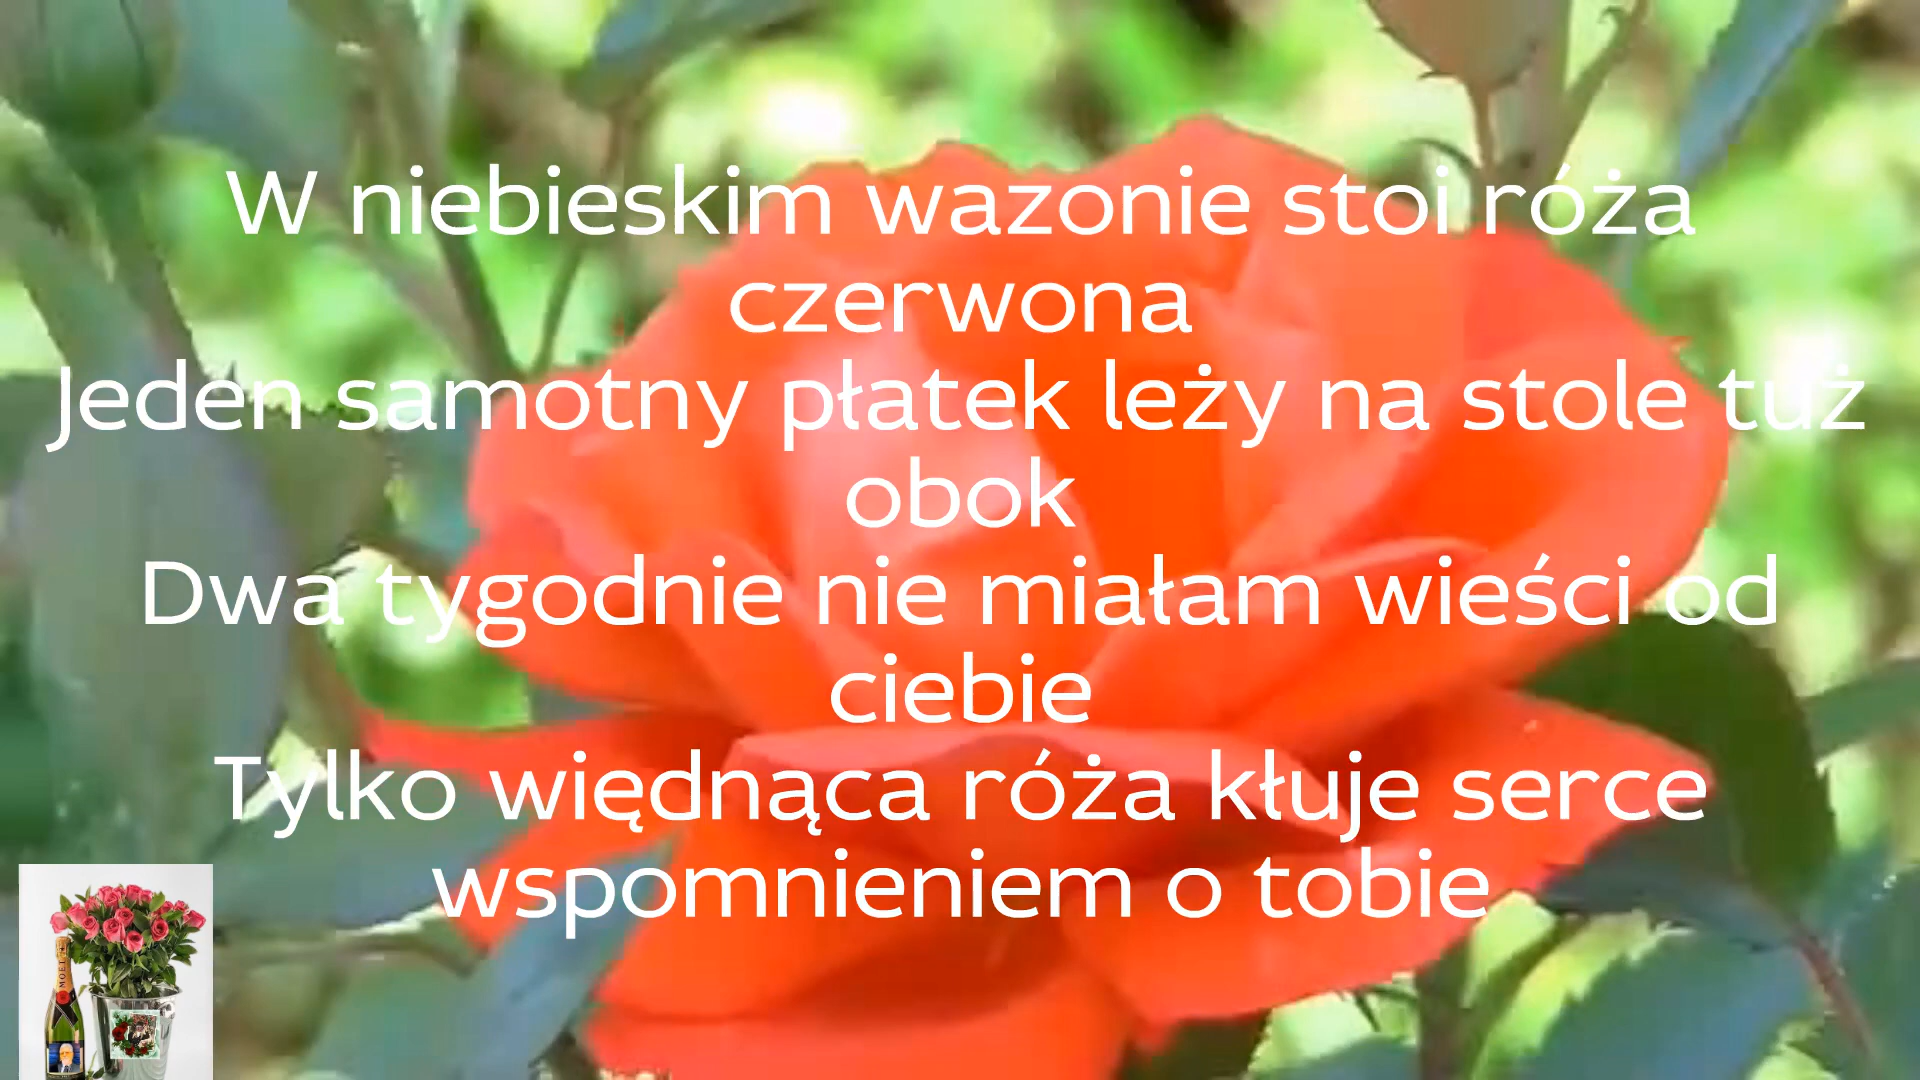 W niebieskim wazonie stoi róża
czerwona
Jeden samotny płatek leży na stole tuż
obok
Dwa tygodnie nie miałam wieści od
ciebie
Tylko więdnąca róża kłuje serce
wspomnieniem o tobie
MOET